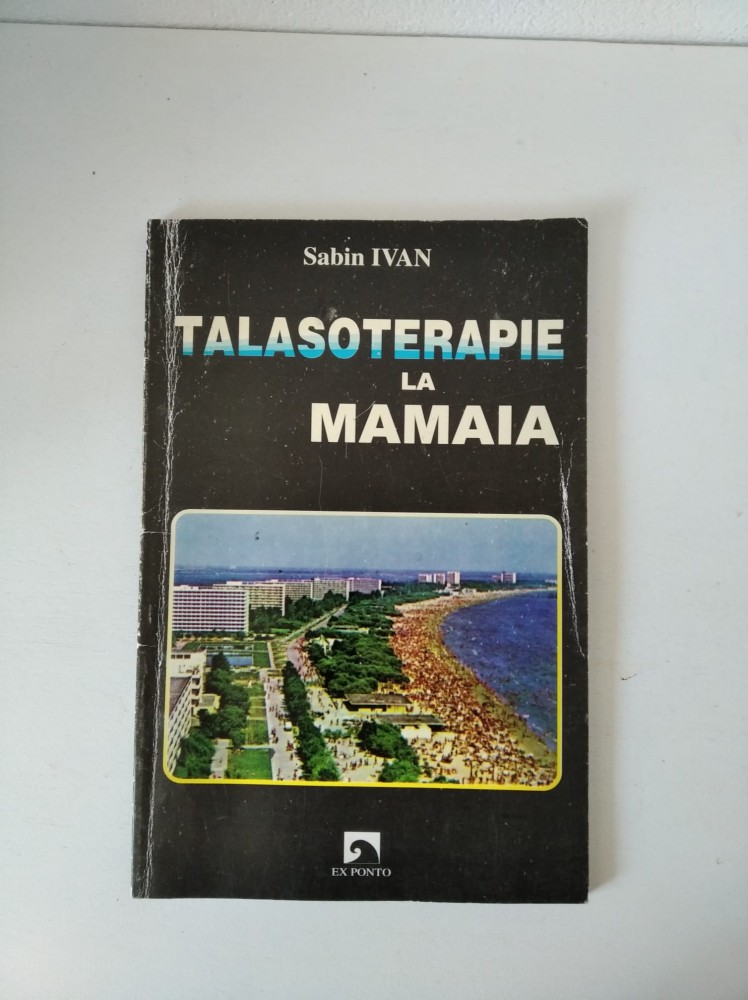 Sabin IVAN
TALASOTERAPIE
LA
MAMAIA
EX PONTO